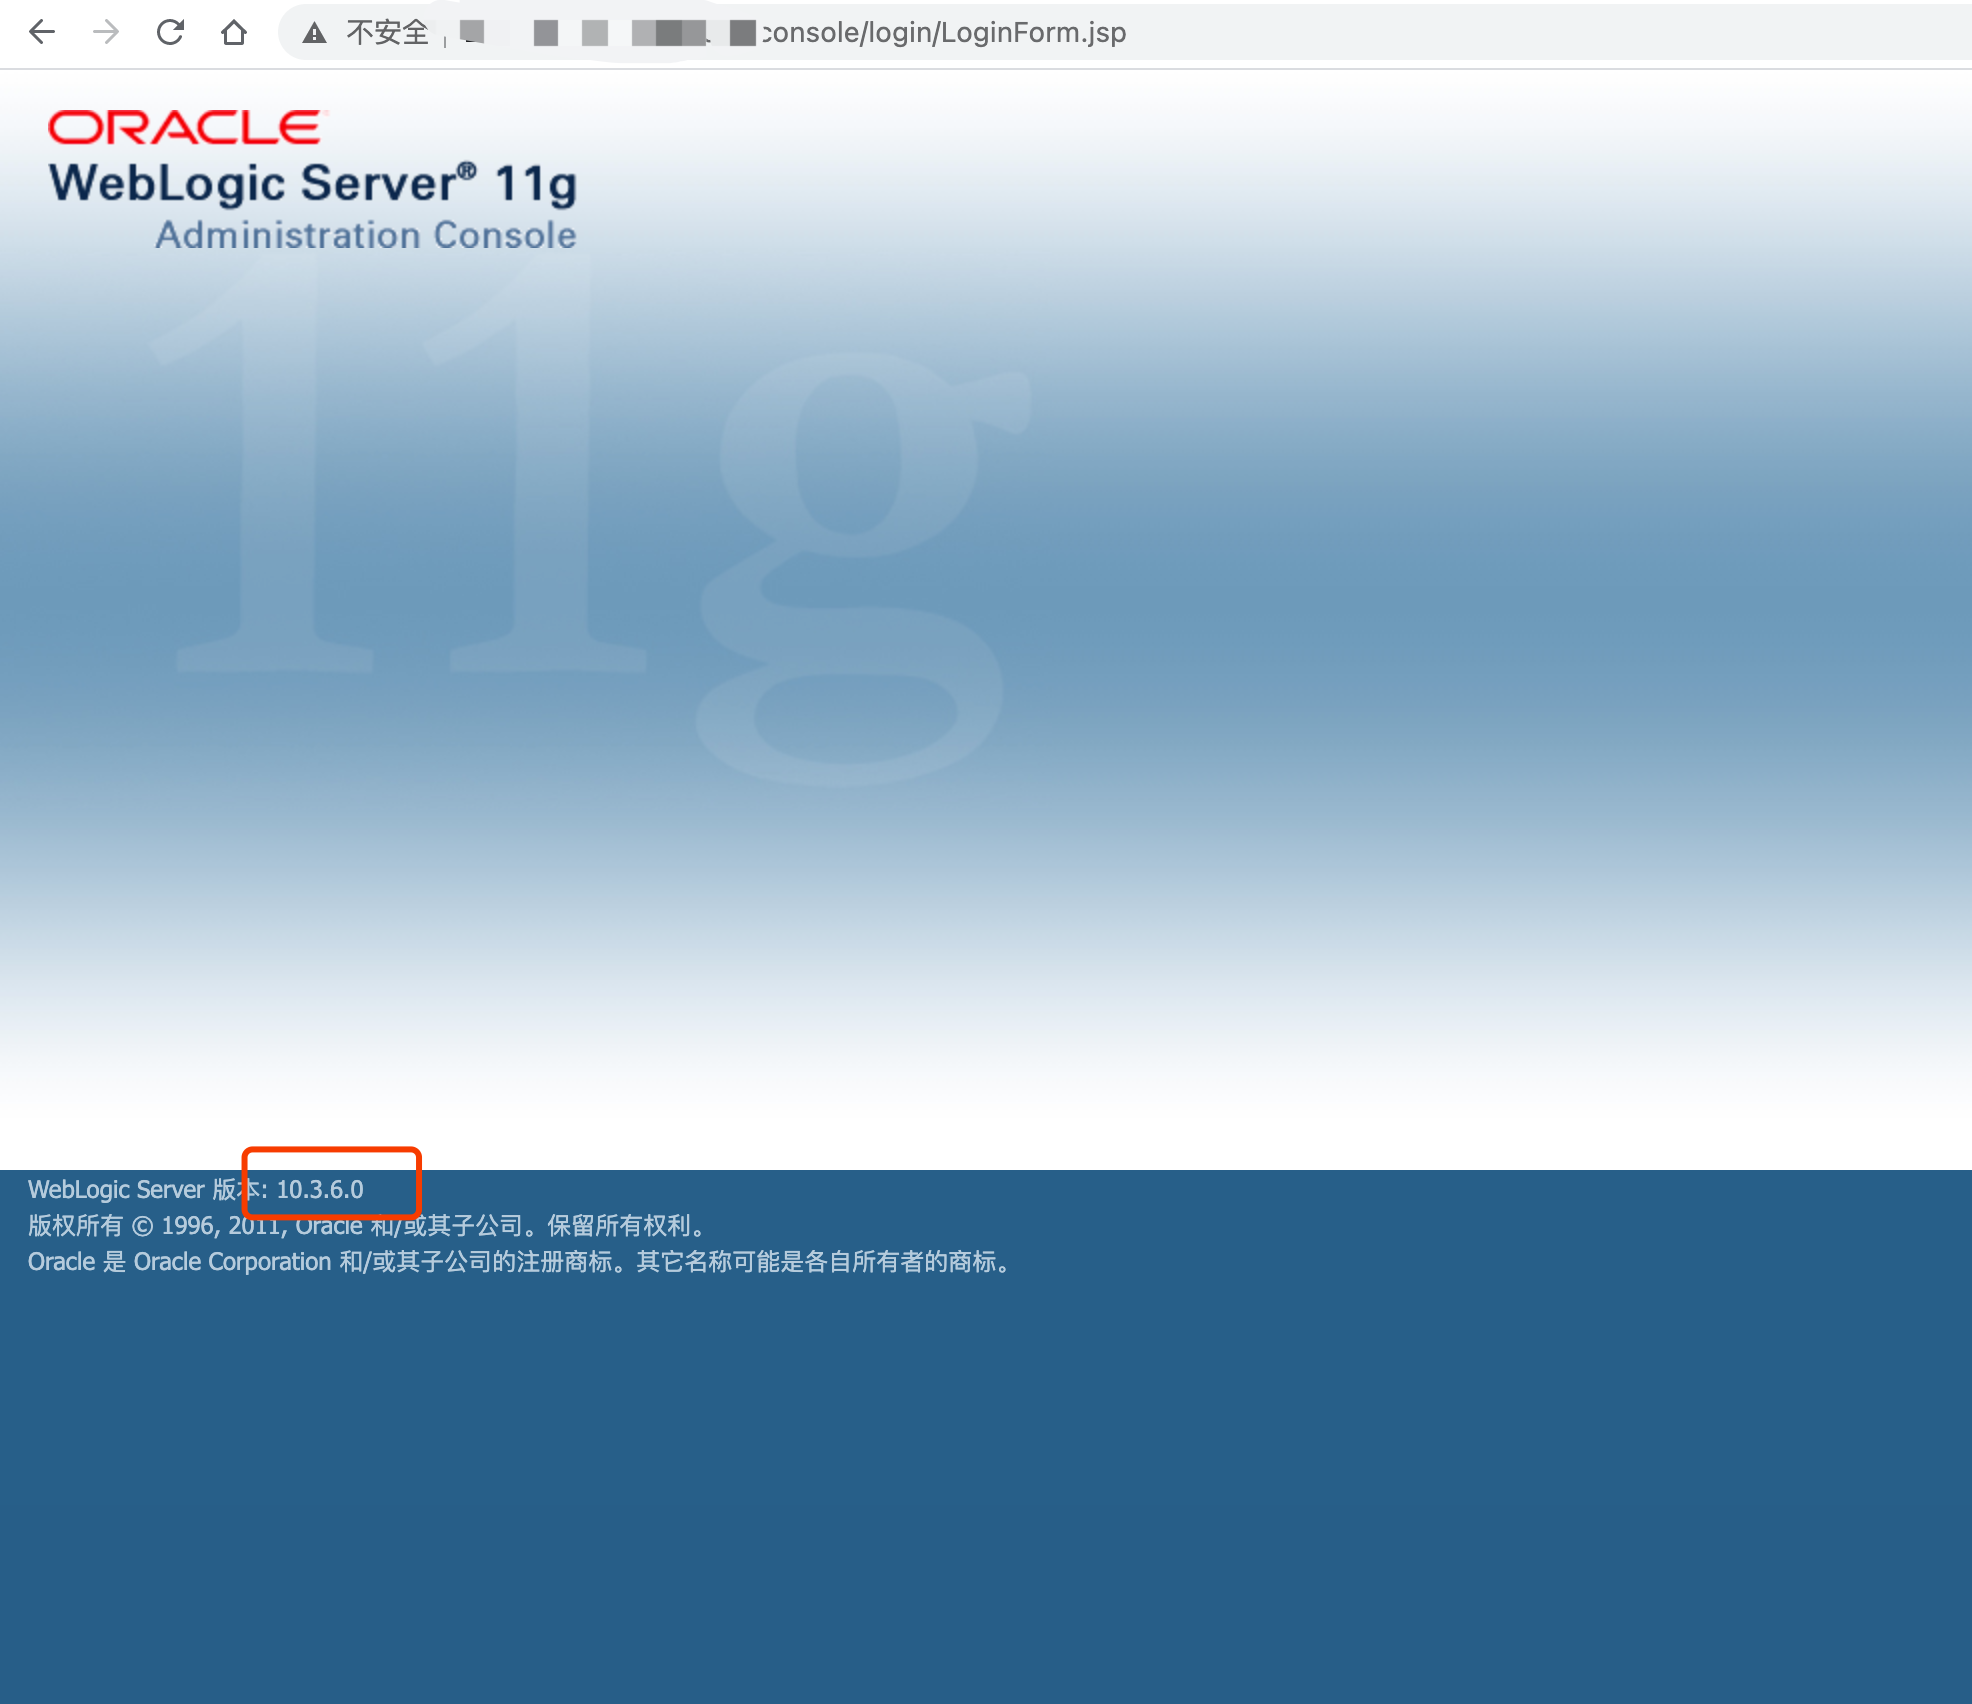 不安全
console/login/LoginForm.jsp
ORACLE
WebLogic Server® 11g
Administration Console
11g
WebLogic Server 版本: 10.3.6.0
版权所有 © 1996, 2011, Oracle 和/或其子公司。保留所有权利。
Oracle 是 Oracle Corporation 和/或其子公司的注册商标。其它名称可能是各自所有者的商标。